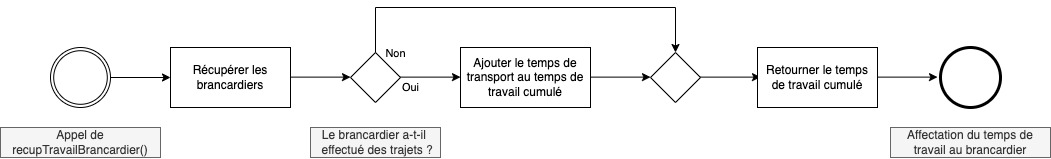 Récupérer les
brancardiers
Non
Oui
Ajouter le temps de
transport au temps de
travail cumulé
Retourner le temps
de travail cumulé
Appel de
recupTravailBrancardier()
Le brancardier a-t-il
effectué des trajets ?
Affectation du temps de
travail au brancardier